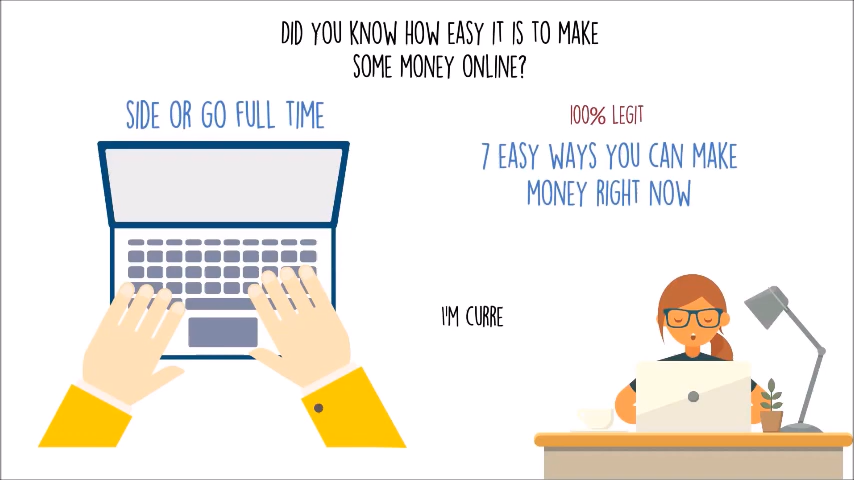 DID YOU KNOW HOW EASY IT IS TO MAKE
SOME MONEY ONLINE?
SIDE OR GO FULL TIME
100% LEGIT
7 EASY WAYS YOU CAN MAKE
MONEY RIGHT NOW
I'M CURRE